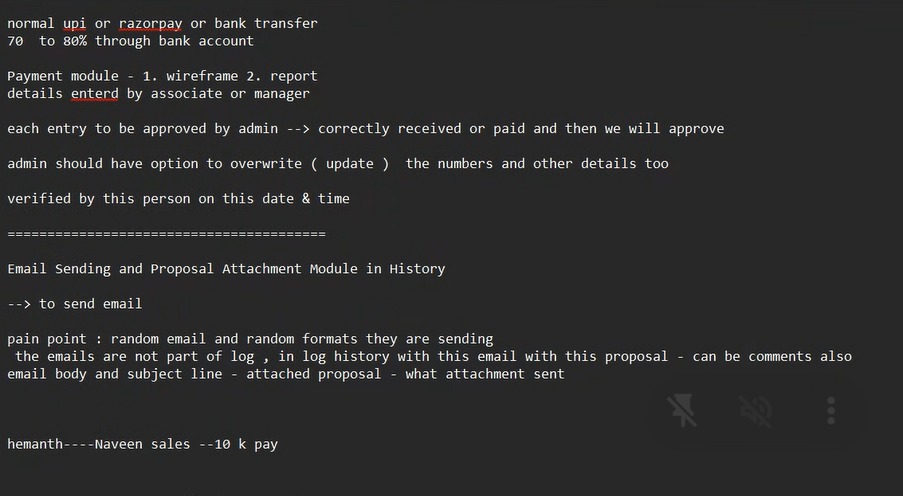 normal upi or razorpay or bank transfer
70  to 80% through bank account
Payment module - 1. wireframe 2. report
details enterd by associate or manager
each entry to be approved by admin --> correctly received or paid and then we will approve
admin should have option to overwrite ( update )  the numbers and other details too
verified by this person on this date & time
========================================
Email Sending and Proposal Attachment Module in History
--> to send email
pain point : random email and random formats they are sending
 the emails are not part of log , in log history with this email with this proposal - can be comments also
email body and subject line - attached proposal - what attachment sent
hemanth----Naveen sales --10 k pay